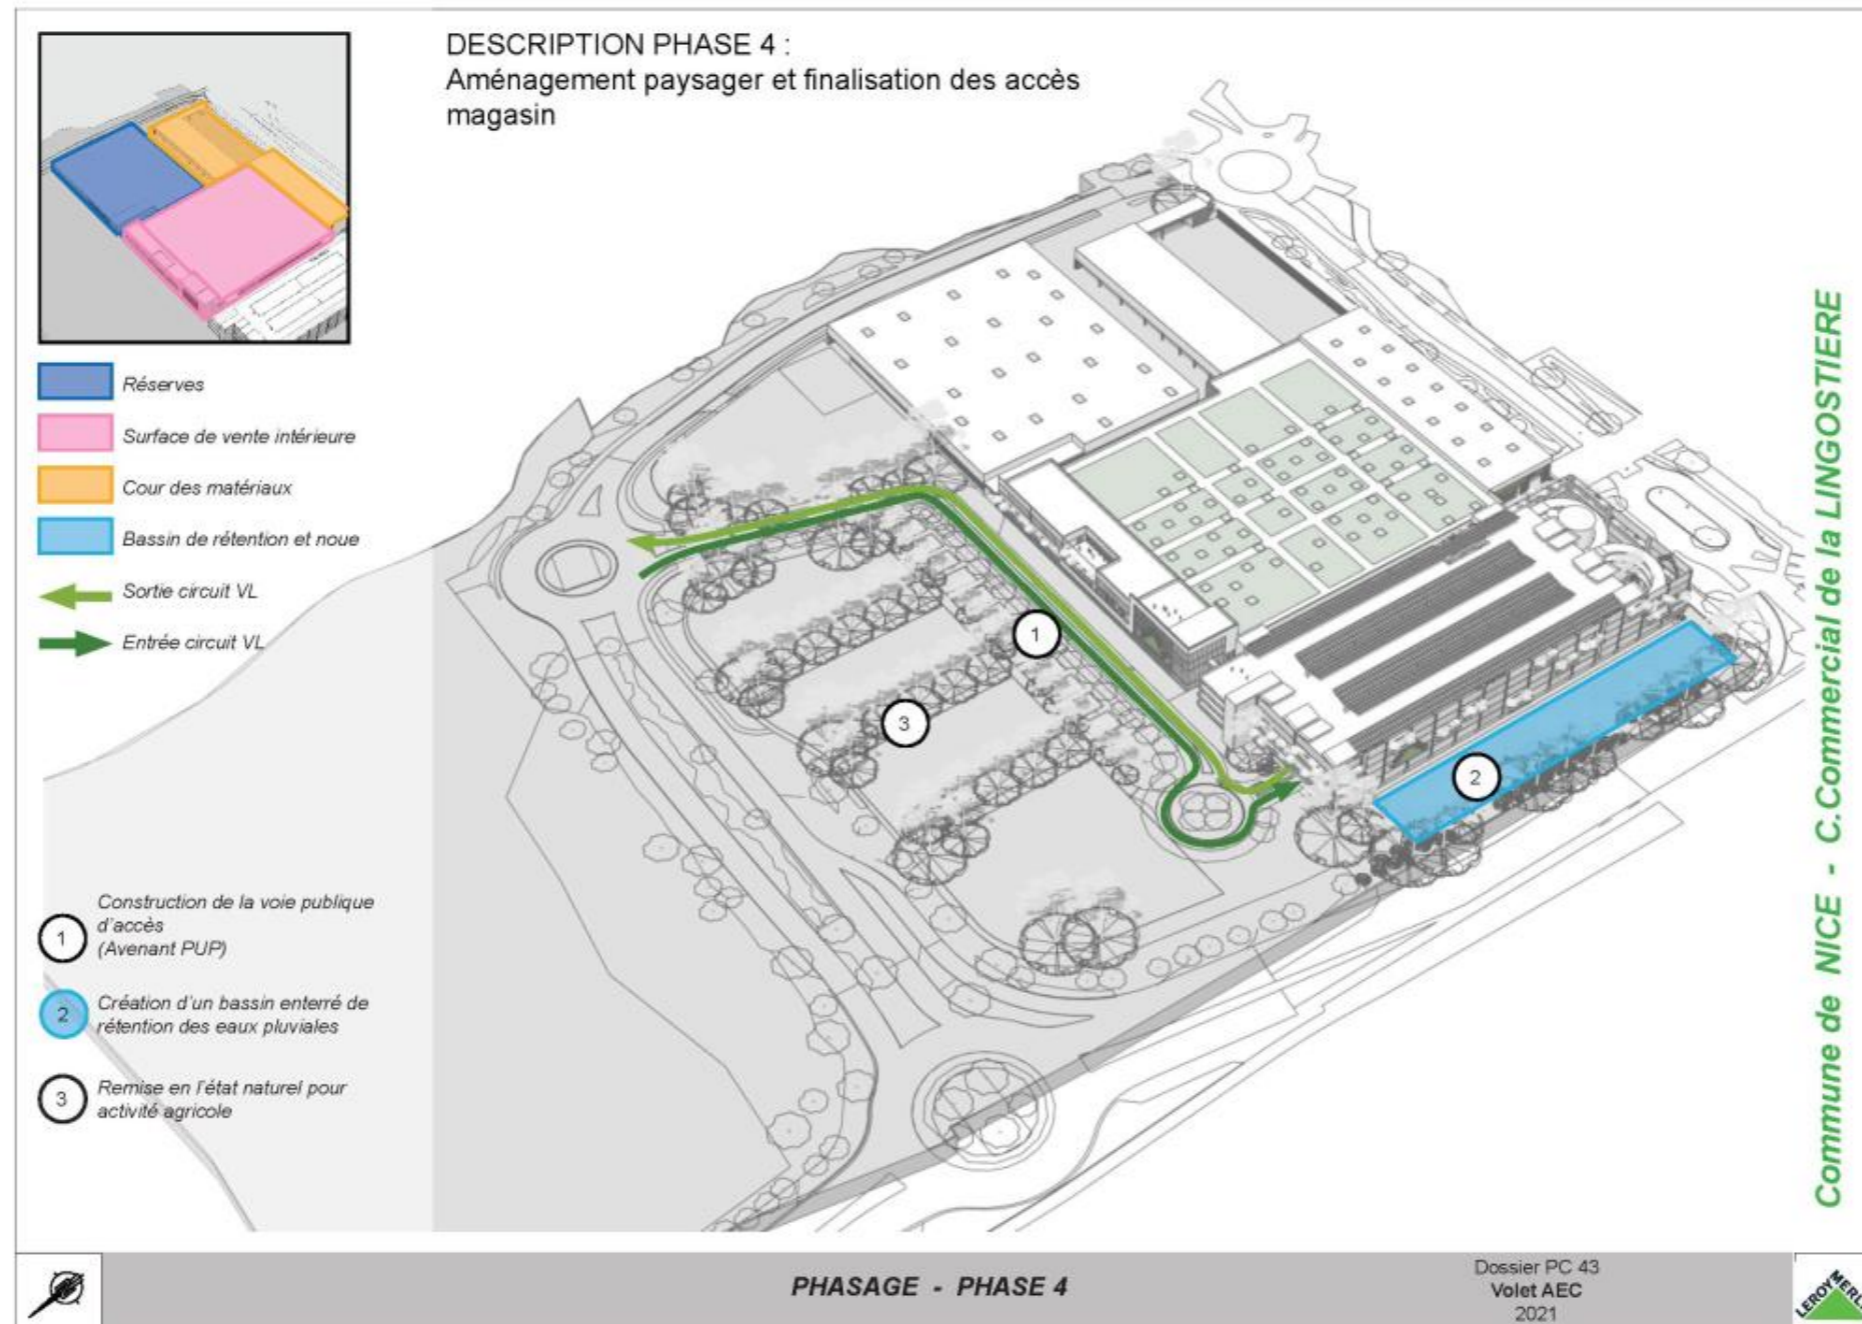 DESCRIPTION PHASE 4 :
Aménagement paysager et finalisation des accès
magasin
Réserves
Surface de vente intérieure
Cour des matériaux
Bassin de rétention et noue
Sortie circuit VL
Entrée circuit VL
1
Construction de la voie publique
d'accès
(Avenant PUP)
2
Création d'un bassin enterré de
rétention des eaux pluviales
3
Remise en l'état naturel pour
activité agricole
1
3
2
Commune de NICE - C.Commercial de la LINGOSTIERE
PHASAGE - PHASE 4
Dossier PC 43
Volet AEC
2021